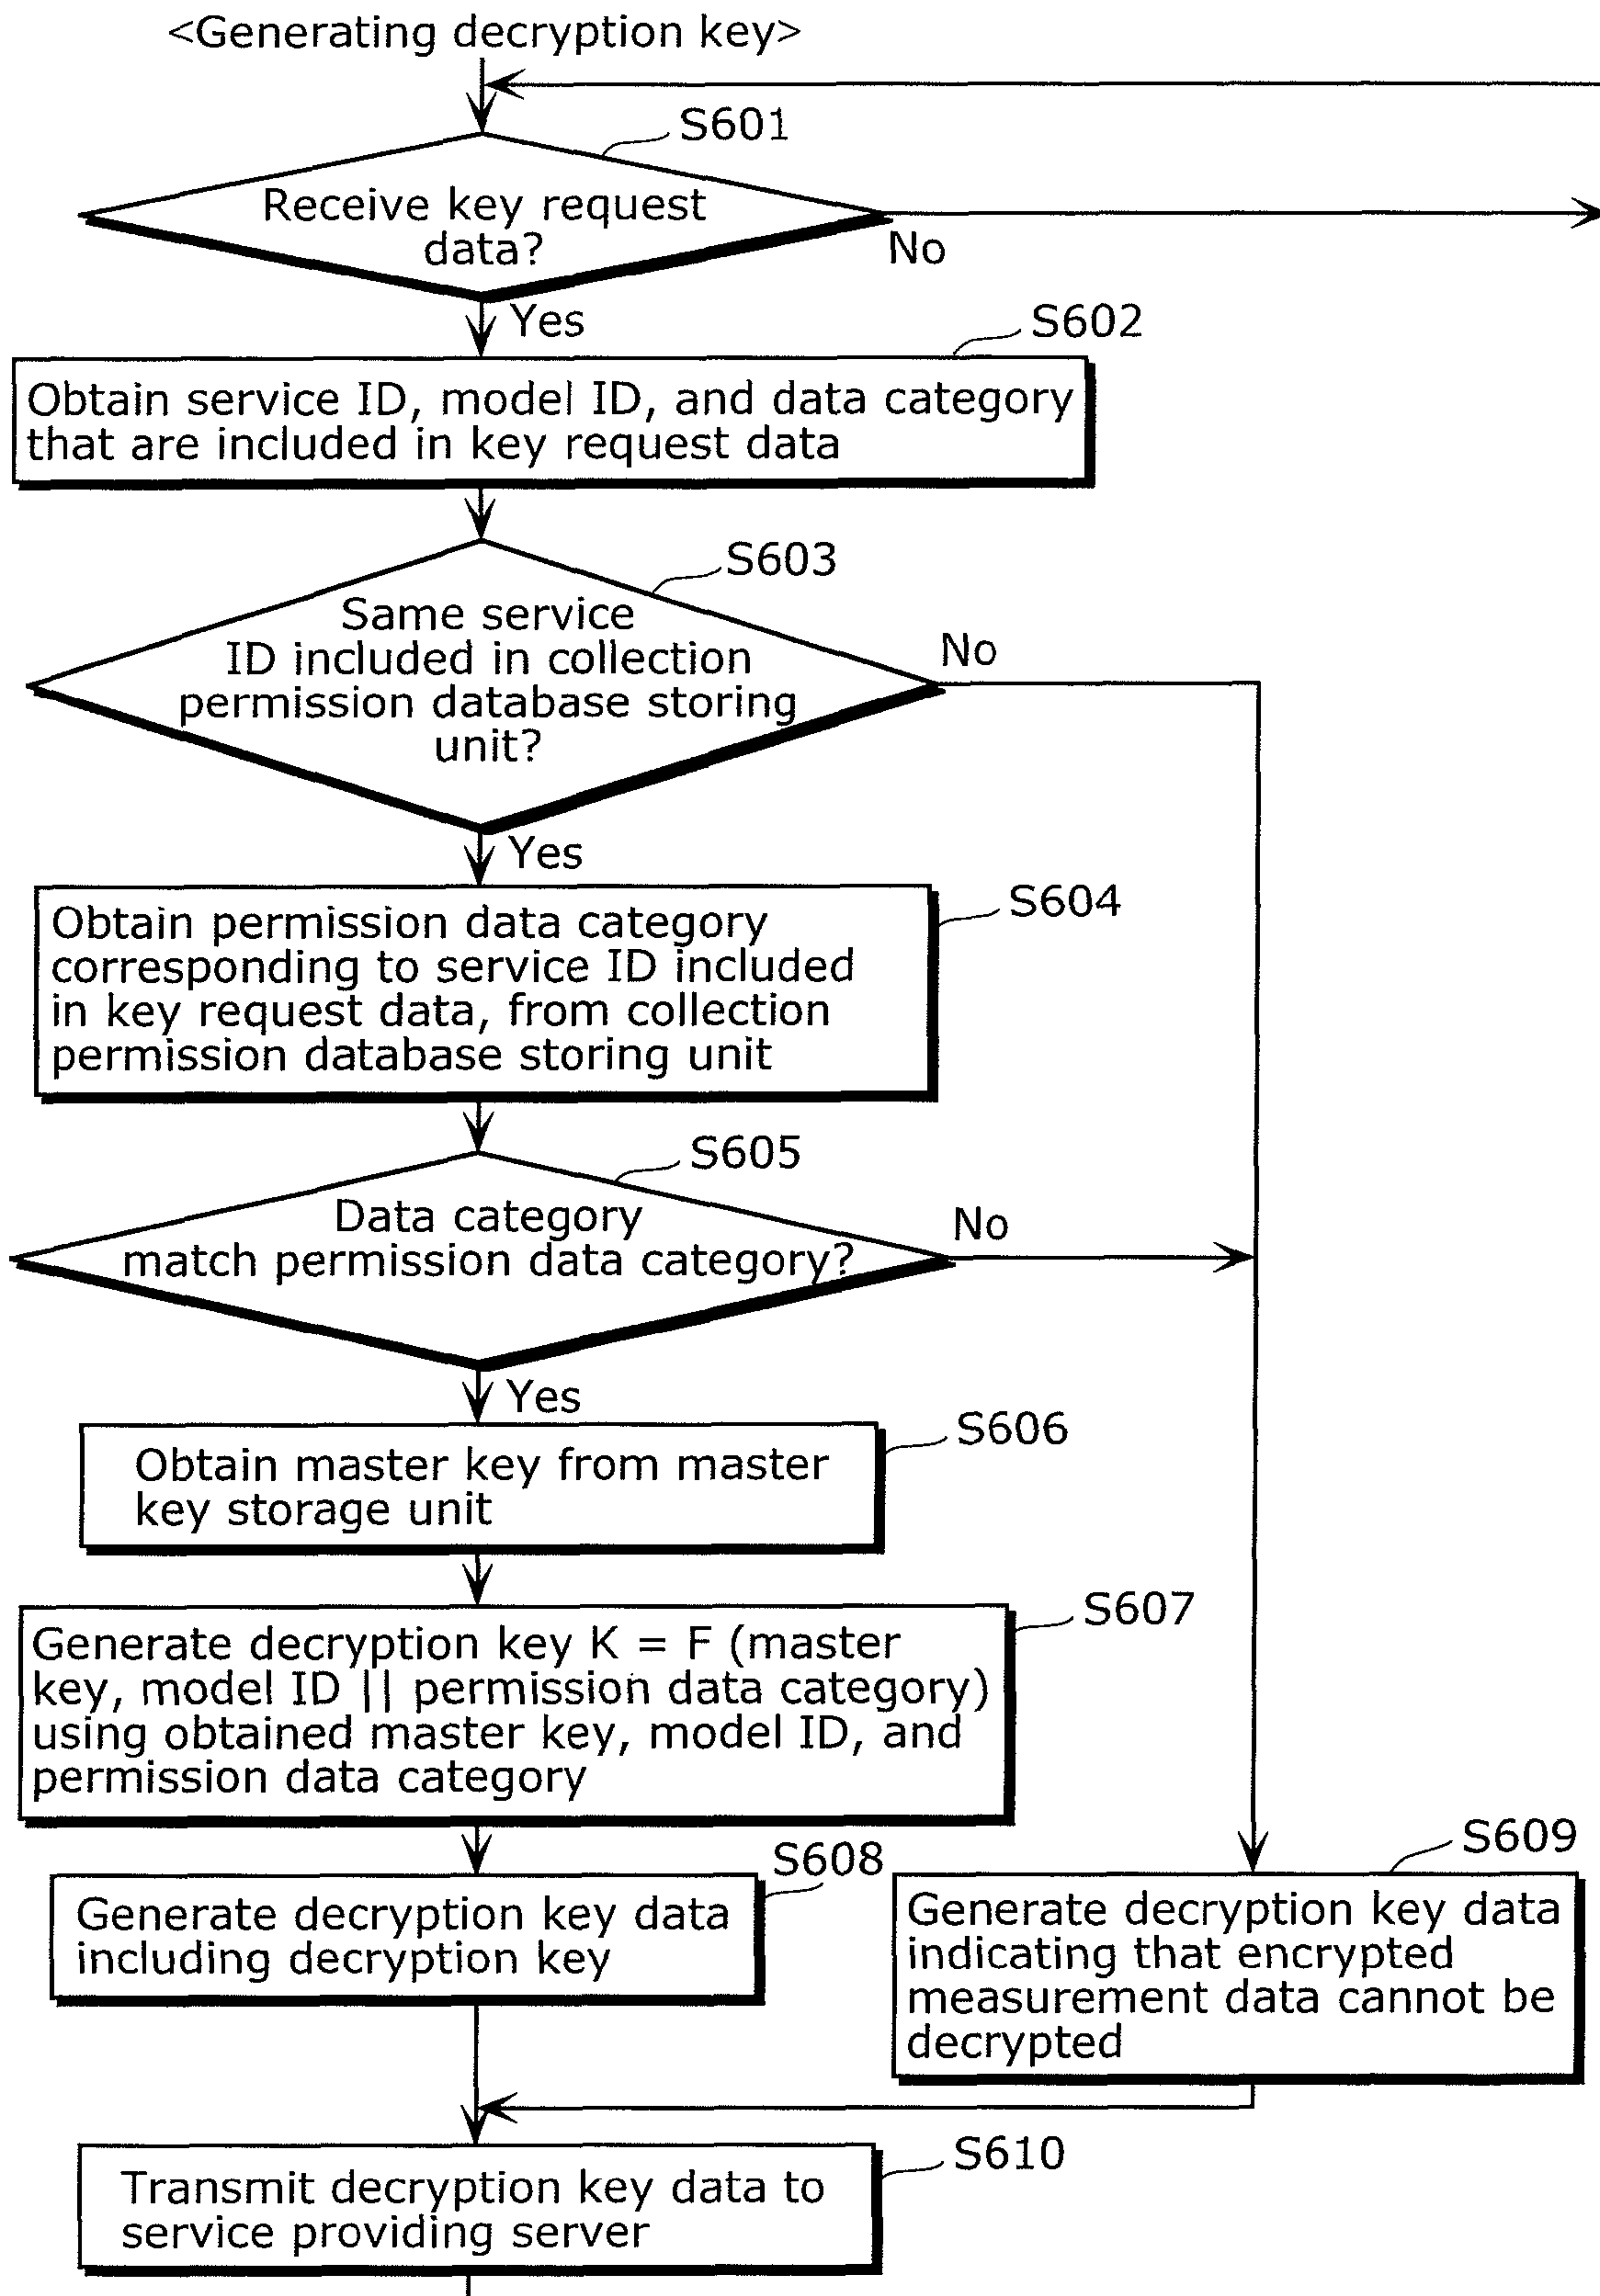 <Generating decryption key>
S601
Receive key request
data?
No
Yes
S602
Obtain service ID, model ID, and data category
that are included in key request data
S603
Same service
ID included in collection
permission database storing
unit?
No
Yes
S604
Obtain permission data category
corresponding to service ID included
in key request data, from collection
permission database storing unit
S605
Data category
match permission data category?
No
Yes
S606
Obtain master key from master
key storage unit
S607
Generate decryption key K = F (master
key, model ID || permission data category)
using obtained master key, model ID, and
permission data category
S608
Generate decryption key data
including decryption key
S609
Generate decryption key data
indicating that encrypted
measurement data cannot be
decrypted
S610
Transmit decryption key data to
service providing server